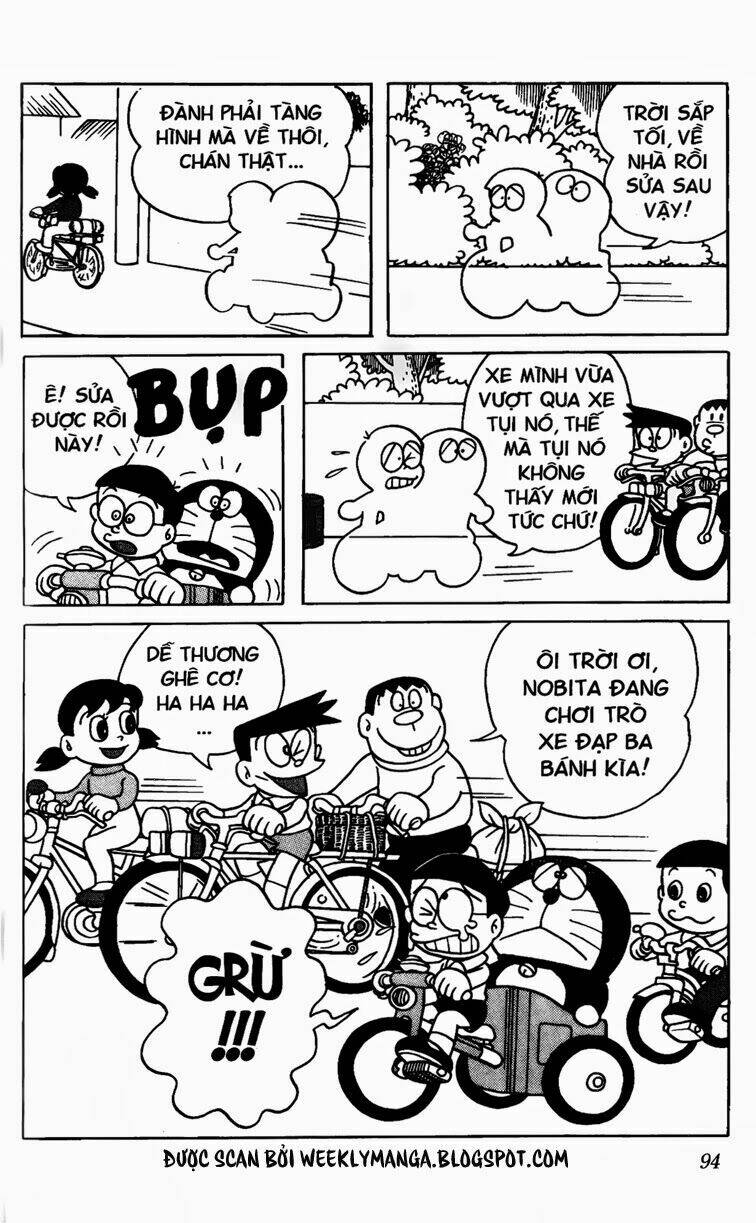 ĐÀNH PHẢI TÀNG
HÌNH MÀ VỀ THÔI,
CHÁN THẬT...
TRỜI SẮP
TỐI, VỀ
NHÀ RỒI
SỬA SAU
VẬY!
Ê! SỬA
ĐƯỢC RỒI
NÀY!
BỤP
XE MÌNH VỪA
VƯỢT QUA XE
TỤI NÓ, THẾ
MÀ TỤI NÓ
KHÔNG
THẤY MỚI
TỨC CHỨ!
DỄ THƯƠNG
GHÊ CƠ!
HA HA HA
...
ÔI TRỜI ƠI,
NOBITA ĐANG
CHƠI TRÒ
XE ĐẠP BA
BÁNH KÌA!
GRỪ
!!!
ĐƯỢC SCAN BỞI WEEKLYMANGA.BLOGSPOT.COM
94